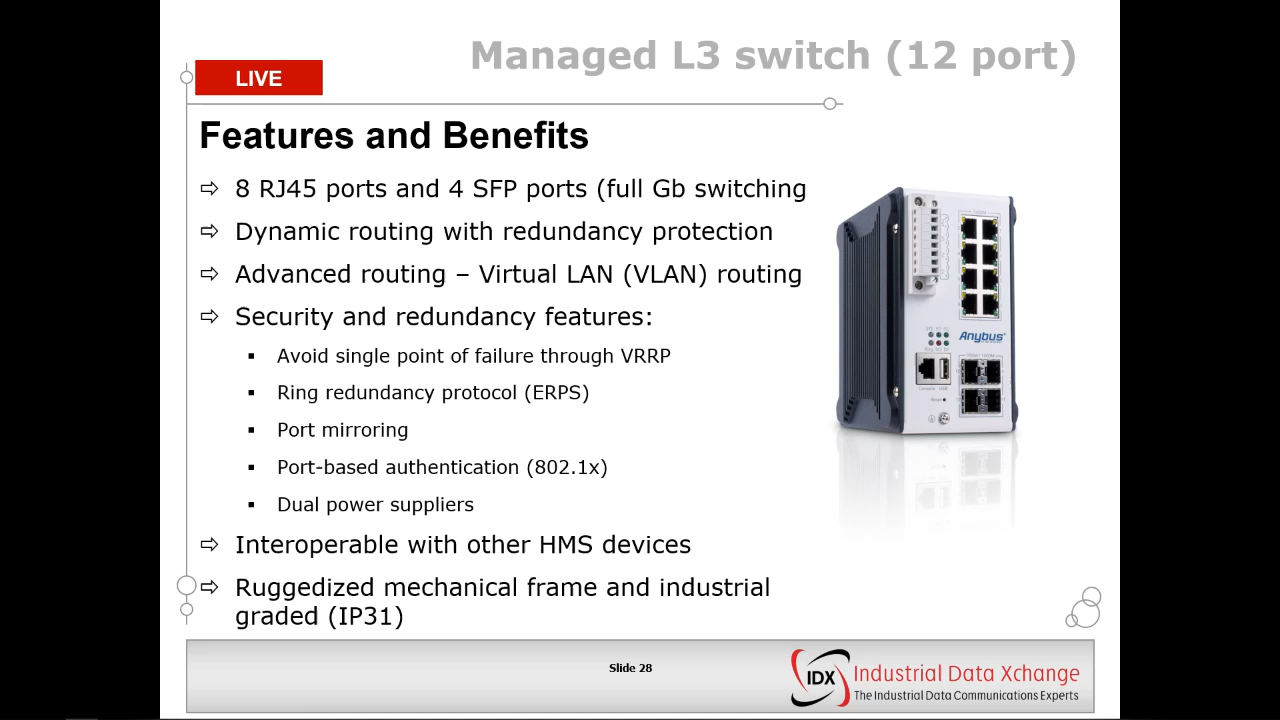 Managed L3 switch (12 port)
LIVE
Features and Benefits
⇨ 8 RJ45 ports and 4 SFP ports (full Gb switching
⇨ Dynamic routing with redundancy protection
⇨ Advanced routing – Virtual LAN (VLAN) routing
⇨ Security and redundancy features:
▪ Avoid single point of failure through VRRP
▪ Ring redundancy protocol (ERPS)
▪ Port mirroring
▪ Port-based authentication (802.1x)
▪ Dual power suppliers
⇨ Interoperable with other HMS devices
⇨ Ruggedized mechanical frame and industrial
graded (IP31)
Anybus
Console USB
Reset
Slide 28
IDX Industrial Data Xchange
The Industrial Data Communications Experts